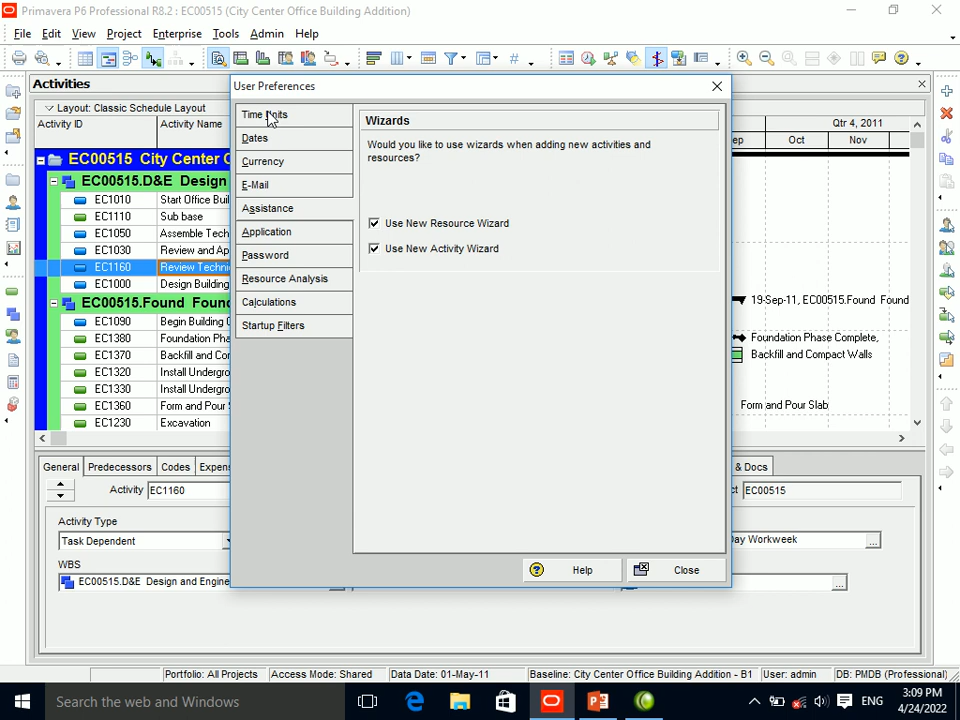 Primavera P6 Professional R8.2 : EC00515 (City Center Office Building Addition)
File Edit View Project Enterprise Tools Admin Help
Activities
User Preferences
Layout: Classic Schedule Layout
Activity ID
Activity Name
Qtr 4, 2011
Oct
Nov
EC00515 City Center
EC00515.D&E Design
EC1010 Start Office Buil
EC1110 Sub base
EC1050 Assemble Tech
EC1030 Review and Ap
EC1160 Review Techni
EC1000 Design Building
EC00515.Found Foun
EC1090 Begin Building
EC1380 Foundation Pha
EC1370 Backfill and Com
EC1320 Install Undergro
EC1330 Install Undergro
EC1360 Form and Pour S
EC1230 Excavation
19-Sep-11, EC00515.Found Found
Foundation Phase Complete,
Backfill and Compact Walls
Form and Pour Slab
Time Units
Dates
Currency
E-Mail
Assistance
Application
Password
Resource Analysis
Calculations
Startup Filters
Wizards
Would you like to use wizards when adding new activities and
resources?
Use New Resource Wizard
Use New Activity Wizard
Help
Close
General Predecessors Codes Expens
& Docs
Activity EC1160
ct EC00515
Activity Type
Task Dependent
Day Workweek
WBS
EC00515.D&E Design and Engine
Portfolio: All Projects Access Mode: Shared Data Date: 01-May-11 Baseline: City Center Office Building Addition - B1 User: admin DB: PMDB (Professional)
Search the web and Windows
ENG
3:09 PM
4/24/2022